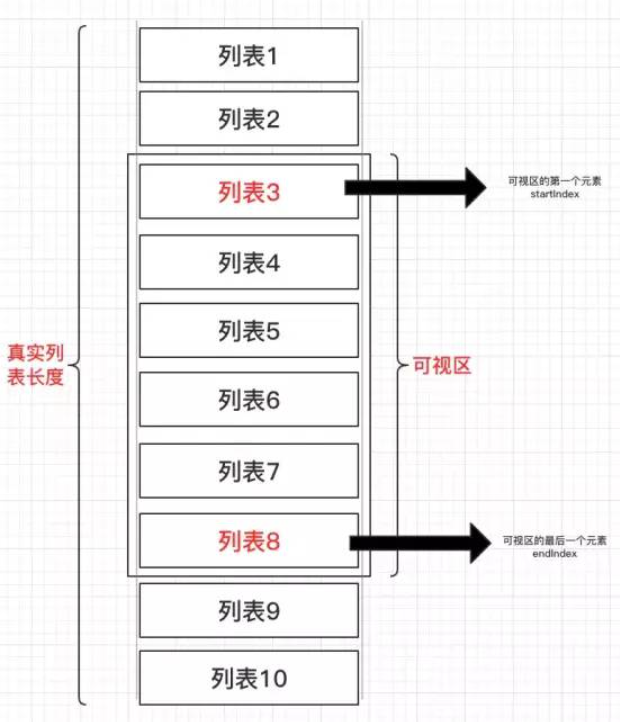 列表1
列表2
列表3
可视区的第一个元素
startIndex
列表4
列表5
真实列
表长度
可视区
列表6
列表7
列表8
可视区的最后一个元素
endIndex
列表9
列表10